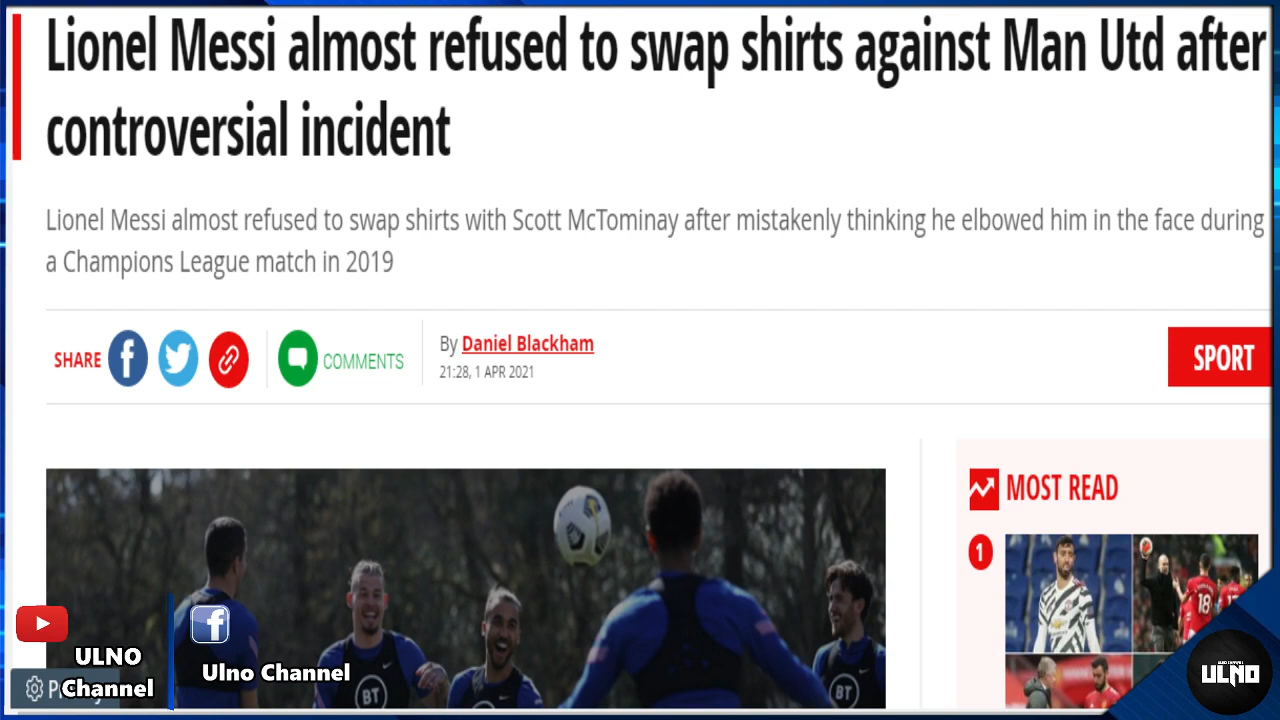 Lionel Messi almost refused to swap shirts against Man Utd after
controversial incident
Lionel Messi almost refused to swap shirts with Scott McTominay after mistakenly thinking he elbowed him in the face during
a Champions League match in 2019
SHARE
COMMENTS
By Daniel Blackham
21:28, 1 APR 2021
SPORT
MOST READ
1
18
BT
BT
ULNO
Channel
Ulno Channel
ULNO